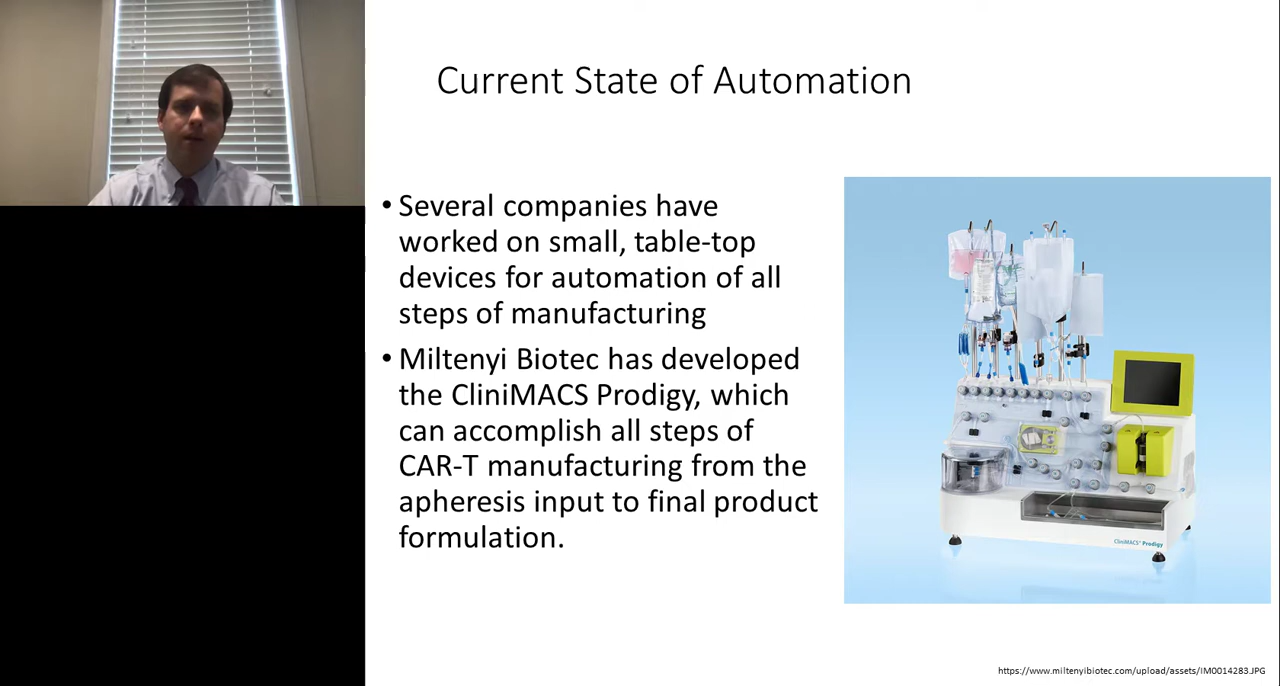 Current State of Automation
• Several companies have
worked on small, table-top
devices for automation of all
steps of manufacturing
• Miltenyi Biotec has developed
the CliniMACS Prodigy, which
can accomplish all steps of
CAR-T manufacturing from the
apheresis input to final product
formulation.
CliniMACS® Prodigy
https://www.miltenyibiotec.com/upload/assets/IM0014283.JPG